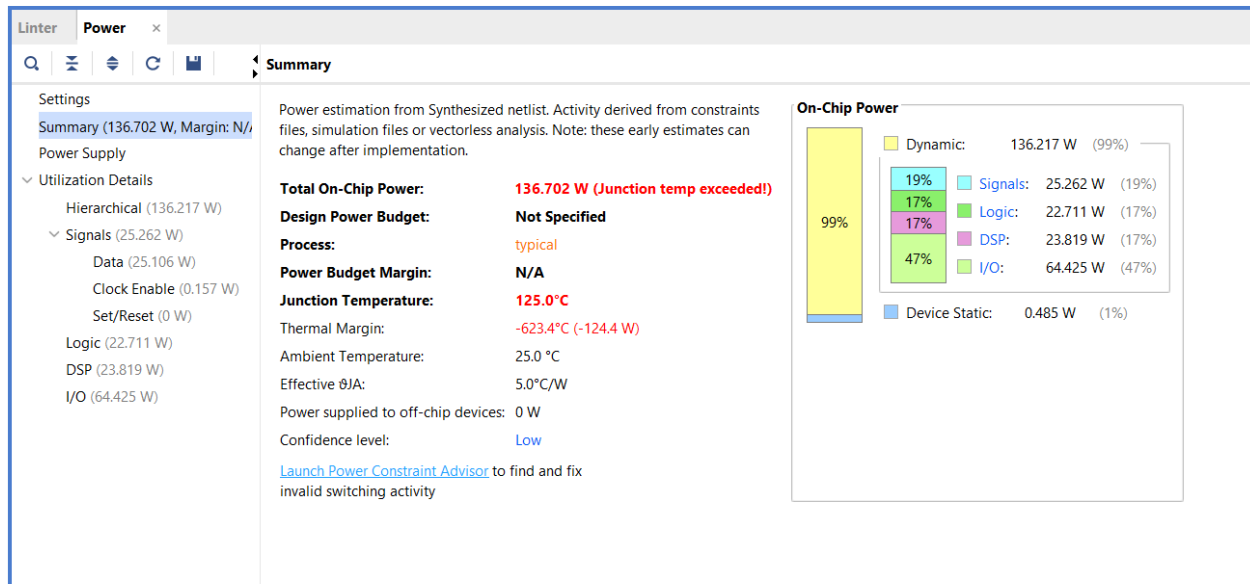 Linter
Power ×
Summary
Settings
Summary (136.702 W, Margin: N/
Power Supply
Utilization Details
Hierarchical (136.217 W)
Signals (25.262 W)
Data (25.106 W)
Clock Enable (0.157 W)
Set/Reset (0 W)
Logic (22.711 W)
DSP (23.819 W)
I/O (64.425 W)
Power estimation from Synthesized netlist. Activity derived from constraints
files, simulation files or vectorless analysis. Note: these early estimates can
change after implementation.
Total On-Chip Power: 136.702 W (Junction temp exceeded!)
Design Power Budget: Not Specified
Process: typical
Power Budget Margin: N/A
Junction Temperature: 125.0°C
Thermal Margin: -623.4°C (-124.4 W)
Ambient Temperature: 25.0 °C
Effective ϑJA: 5.0°C/W
Power supplied to off-chip devices: 0 W
Confidence level: Low
Launch Power Constraint Advisor to find and fix
invalid switching activity
On-Chip Power
99%
Dynamic: 136.217 W (99%)
19% Signals: 25.262 W (19%)
17% Logic: 22.711 W (17%)
17% DSP: 23.819 W (17%)
47% I/O: 64.425 W (47%)
Device Static: 0.485 W (1%)